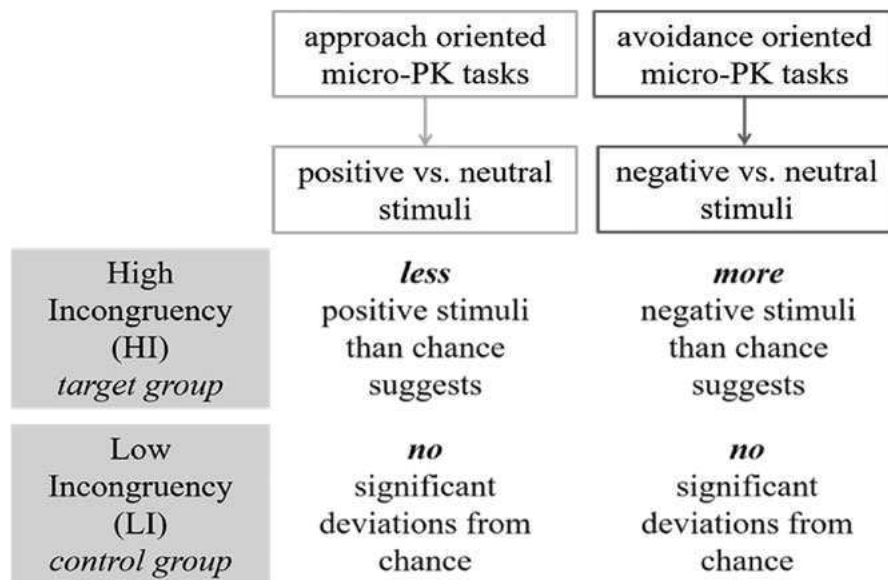 approach oriented
micro-PK tasks
avoidance oriented
micro-PK tasks
positive vs. neutral
stimuli
negative vs. neutral
stimuli
High
Incongruency
(HI)
target group
less
positive stimuli
than chance
suggests
more
negative stimuli
than chance
suggests
Low
Incongruency
(LI)
control group
no
significant
deviations from
chance
no
significant
deviations from
chance